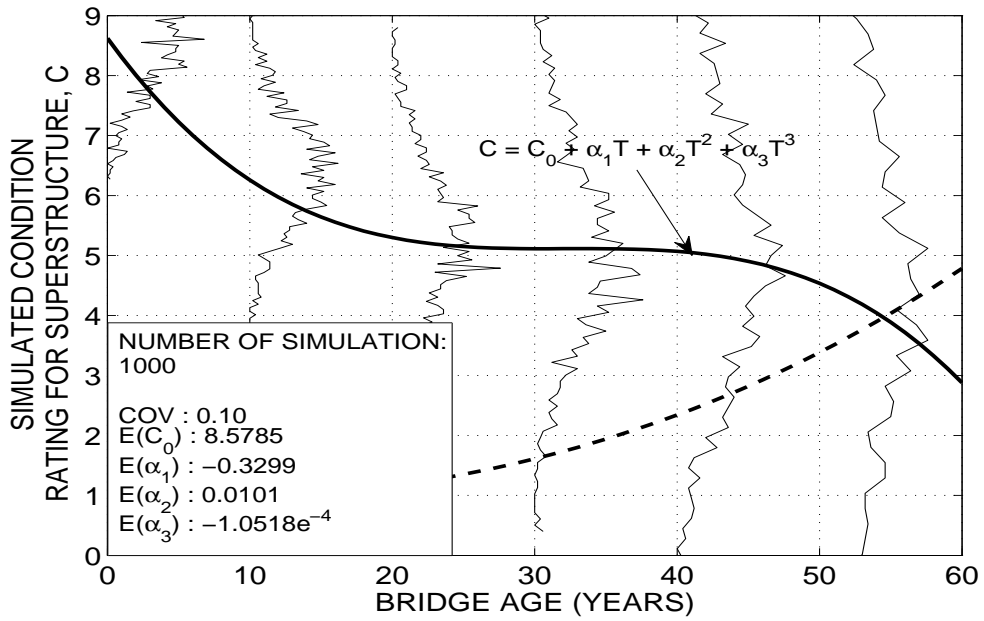 SIMULATED CONDITION
RATING FOR SUPERSTRUCTURE, C
9
8
7
6
5
4
3
2
1
0
C = C₀ + α₁T + α₂T² + α₃T³
NUMBER OF SIMULATION:
1000
COV : 0.10
E(C₀) : 8.5785
E(α₁) : −0.3299
E(α₂) : 0.0101
E(α₃) : −1.0518e⁻⁴
0 10 20 30 40 50 60
BRIDGE AGE (YEARS)